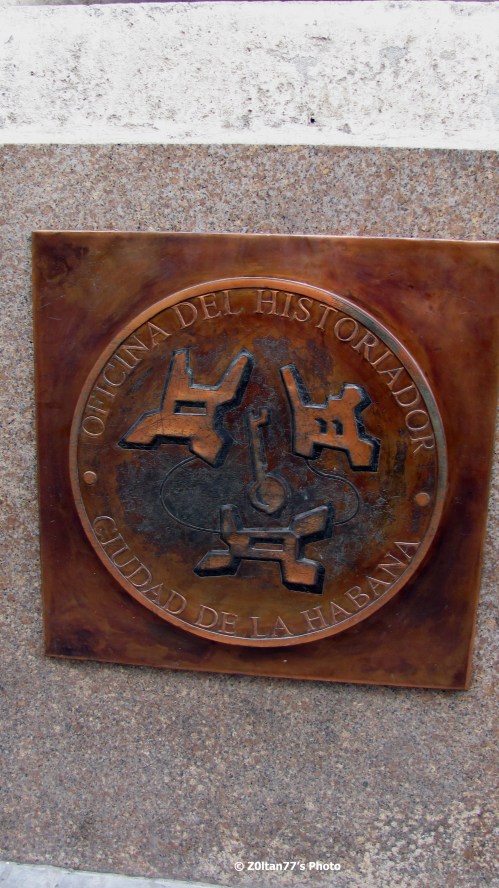 OFICINA DEL HISTORIADOR
CIUDAD DE LA HABANA
© Z0ltan77's Photo